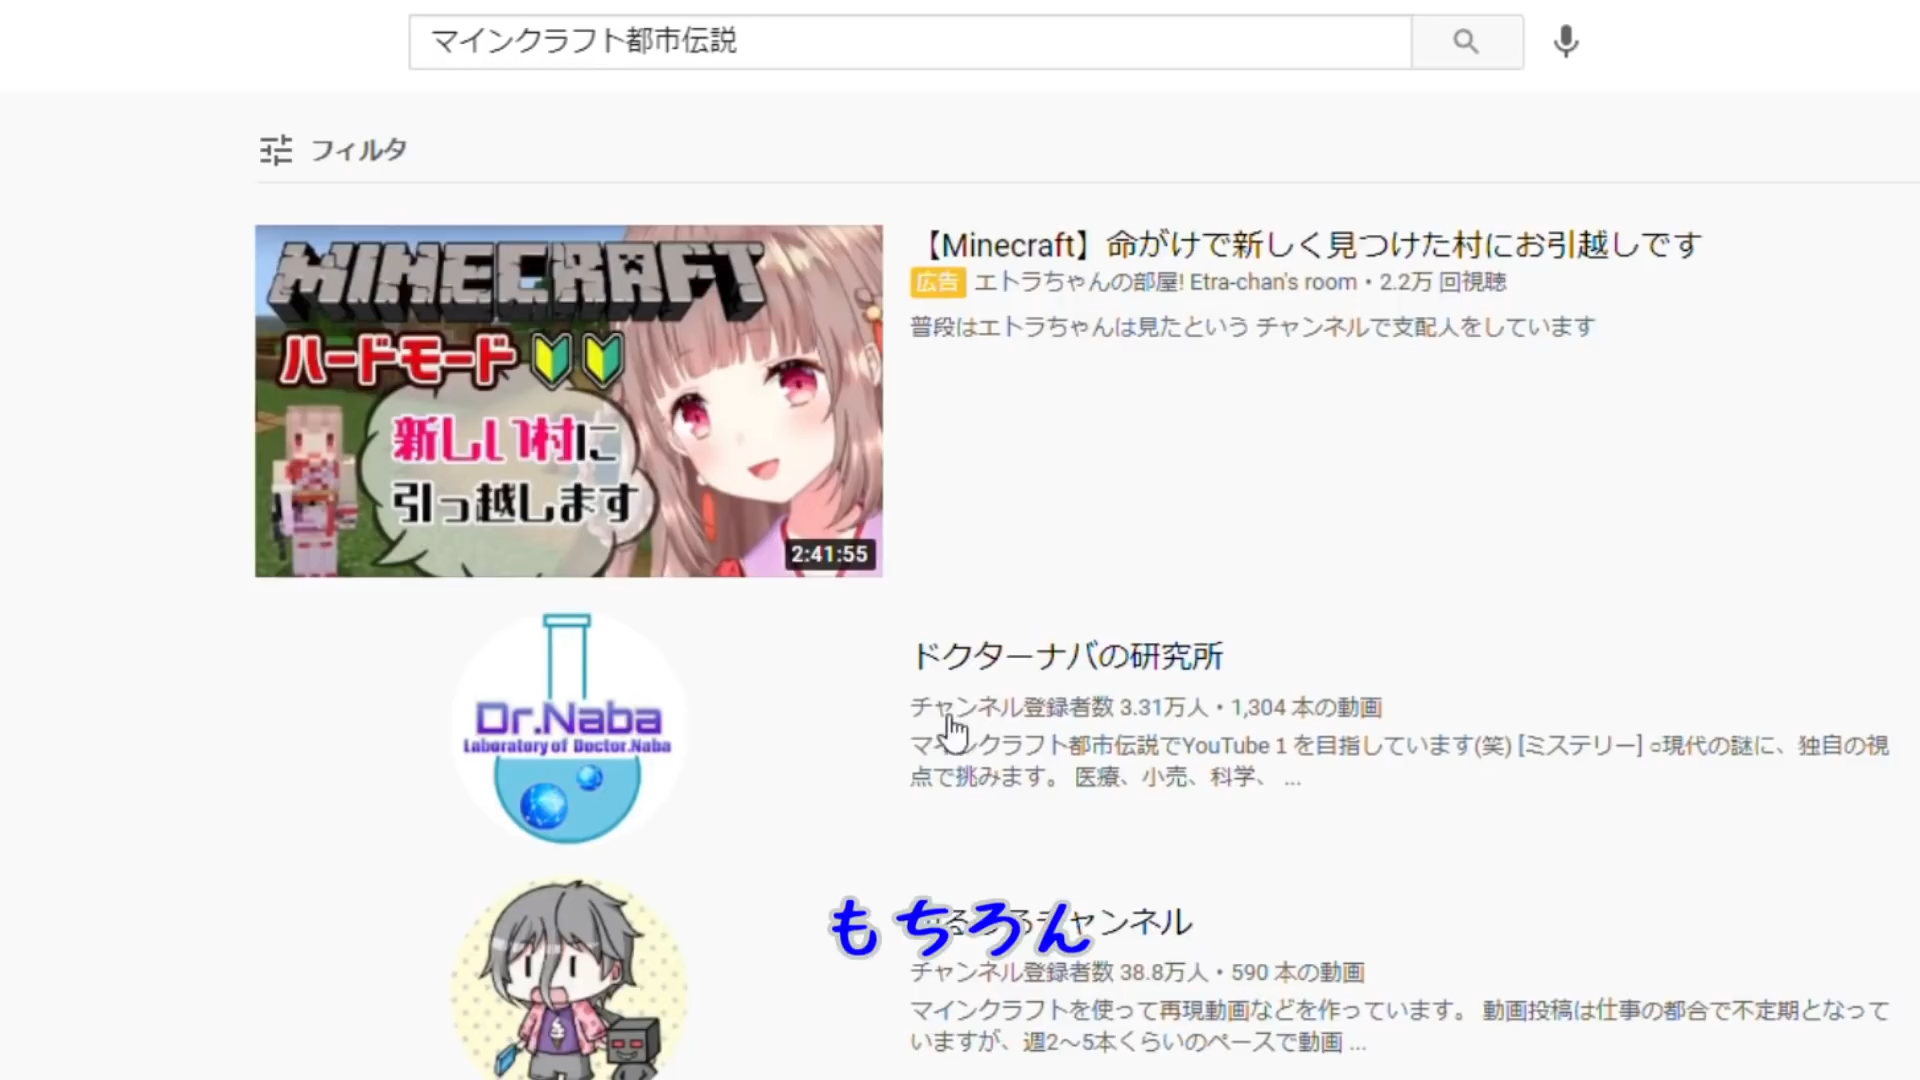 マインクラフト都市伝説
フィルタ
MINECRAFT
ハードモード
新しい村に
引っ越します
2:41:55
【Minecraft】命がけで新しく見つけた村にお引越しです
広告 エトラちゃんの部屋! Etra-chan's room・2.2万 回視聴
普段はエトラちゃんは見たという チャンネルで支配人をしています
Dr.Naba
Laboratory of Doctor.Naba
ドクターナバの研究所
チャンネル登録者数 3.31万人・1,304 本の動画
マインクラフト都市伝説でYouTube 1 を目指しています(笑) [ミステリー] ○現代の謎に、独自の視
点で挑みます。 医療、小売、科学、 ...
もちろん
チャンネル
チャンネル登録者数 38.8万人・590 本の動画
マインクラフトを使って再現動画などを作っています。 動画投稿は仕事の都合で不定期となって
いますが、週2〜5本くらいのペースで動画 ...